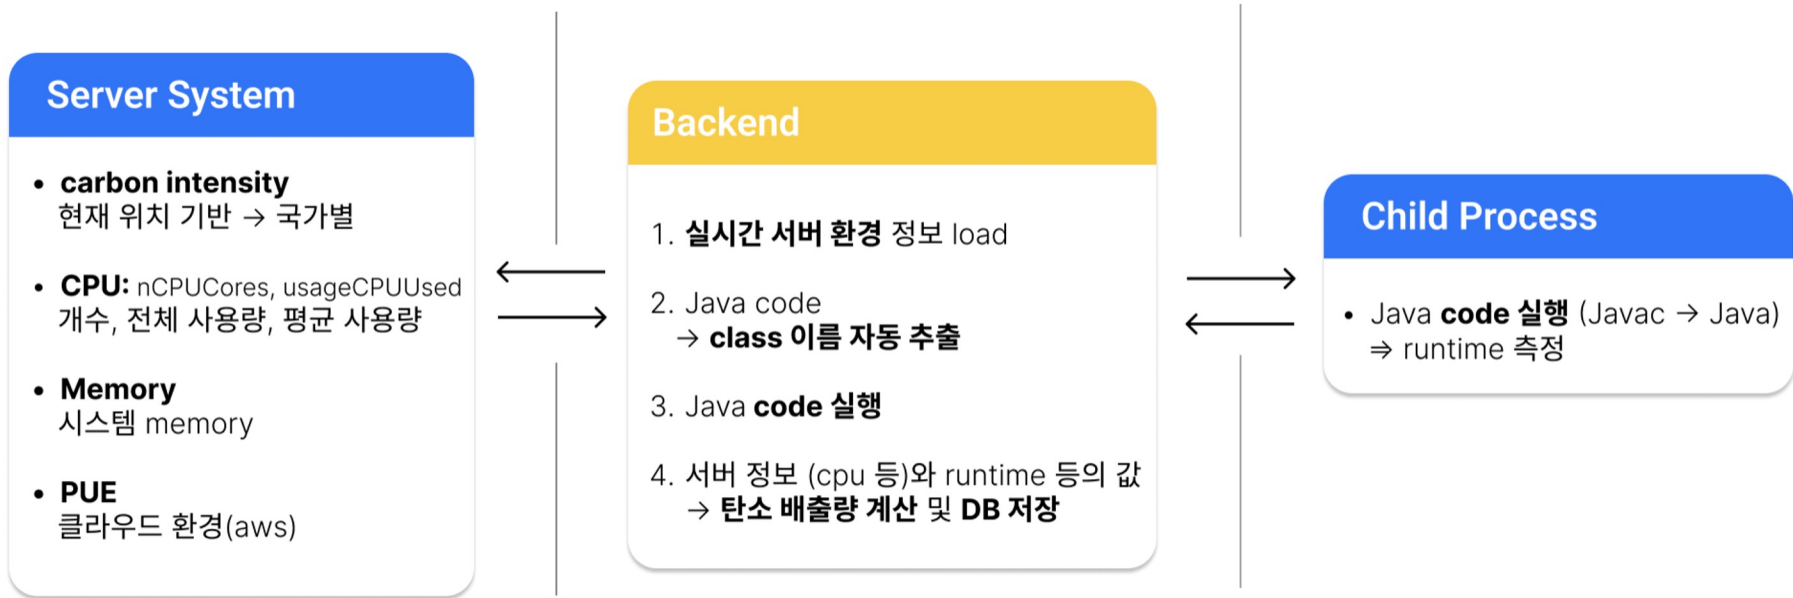 Server System
• carbon intensity
현재 위치 기반 → 국가별
• CPU: nCPUCores, usageCPUUsed
개수, 전체 사용량, 평균 사용량
• Memory
시스템 memory
• PUE
클라우드 환경(aws)
Backend
1. 실시간 서버 환경 정보 load
2. Java code
→ class 이름 자동 추출
3. Java code 실행
4. 서버 정보 (cpu 등)와 runtime 등의 값
→ 탄소 배출량 계산 및 DB 저장
Child Process
• Java code 실행 (Javac → Java)
⇒ runtime 측정